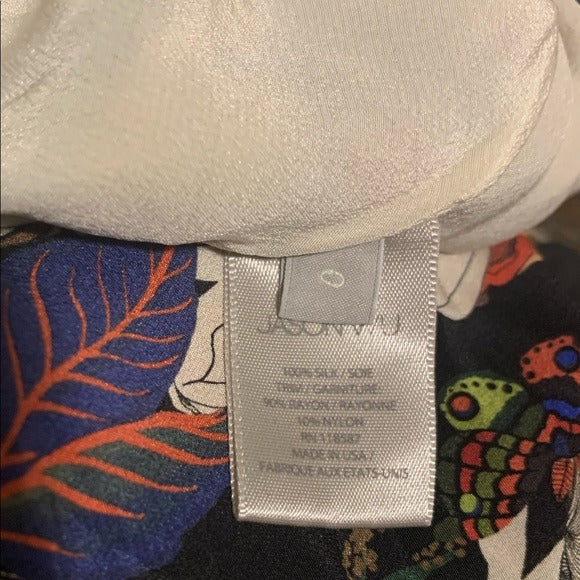 0
JASON WU
100% SILK / SOIE
TRIM / GARNITURE
90% RAYON / RAYONNE
10% NYLON
RN 118587
MADE IN USA /
FABRIQUE AUX ETATS-UNIS